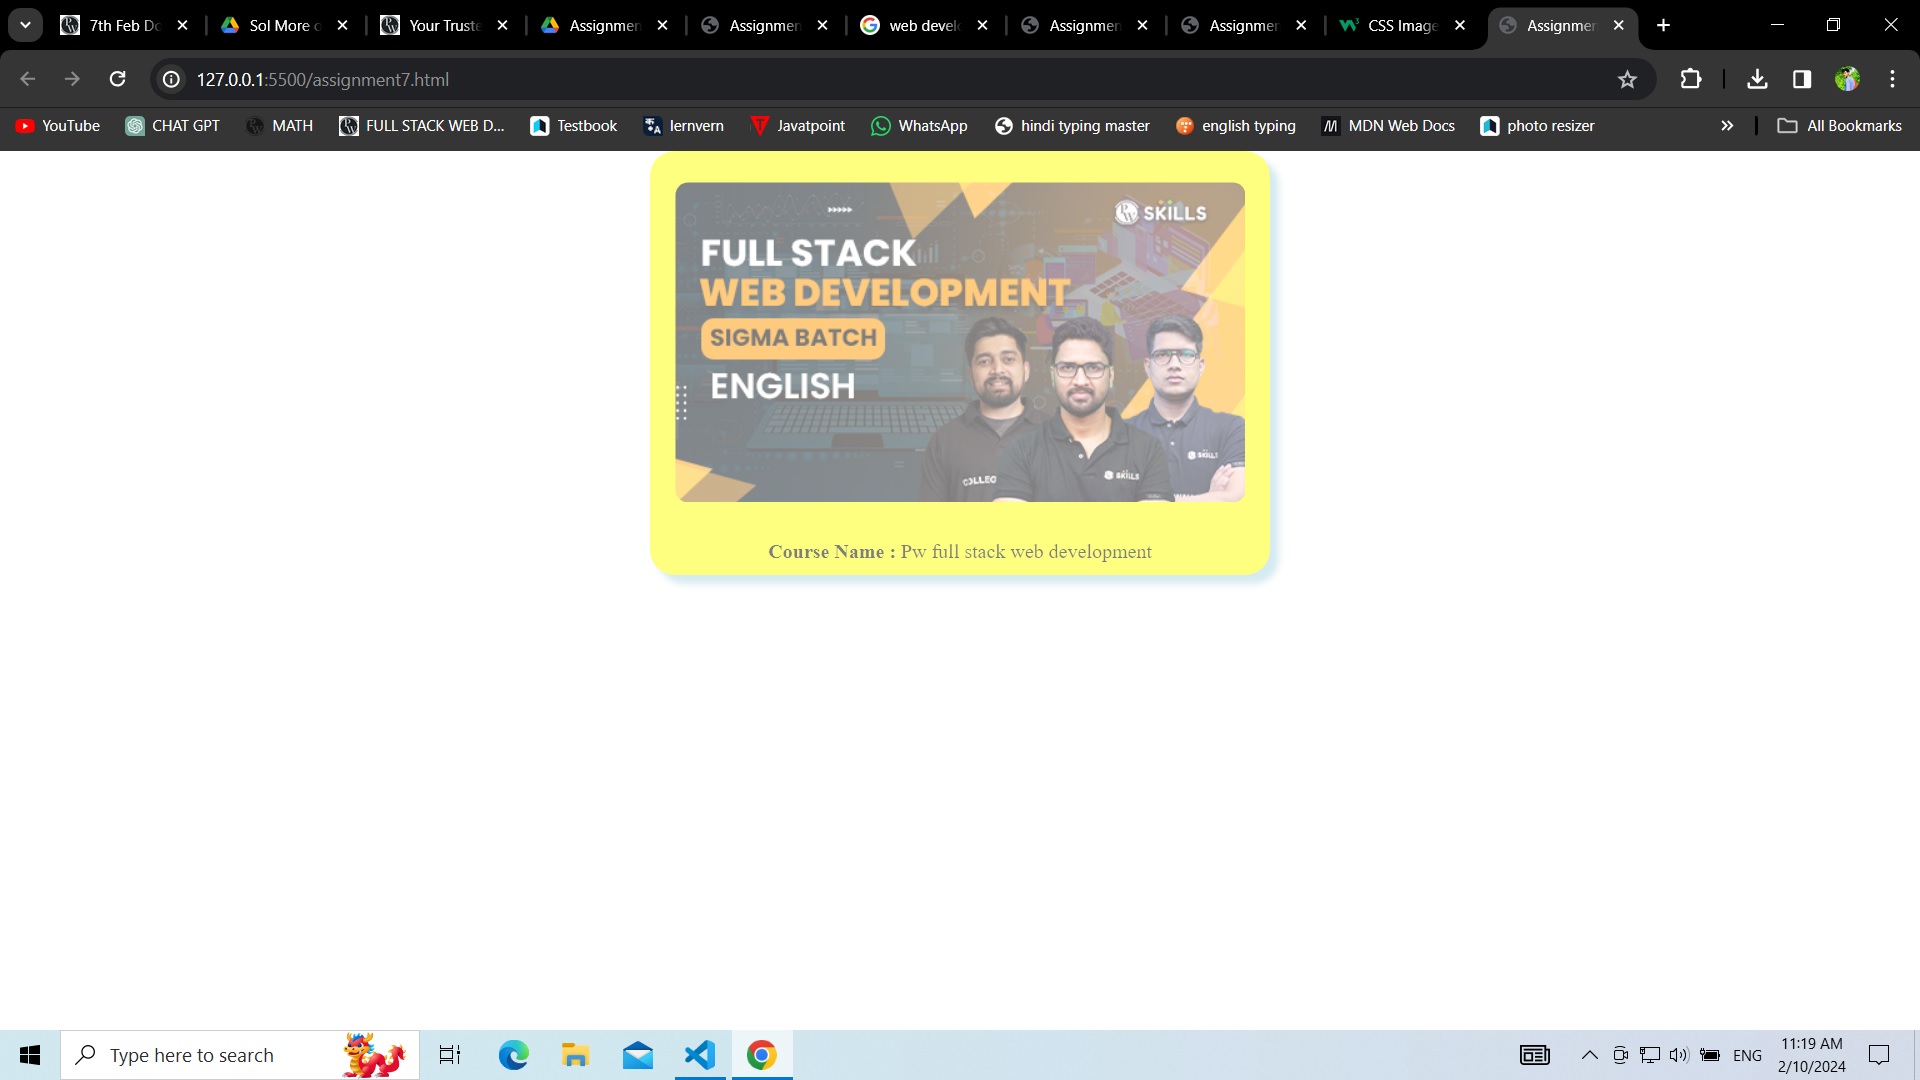 7th Feb Do
Sol More o
Your Truste
Assignmen
Assignmen
web devel
Assignmen
Assignmen
CSS Image
Assignmen
127.0.0.1:5500/assignment7.html
YouTube
CHAT GPT
MATH
FULL STACK WEB D...
Testbook
lernvern
Javatpoint
WhatsApp
hindi typing master
english typing
MDN Web Docs
photo resizer
All Bookmarks
PW SKILLS
FULL STACK
WEB DEVELOPMENT
SIGMA BATCH
ENGLISH
SKILLS
SKILLS
Course Name : Pw full stack web development
Type here to search
ENG
11:19 AM
2/10/2024